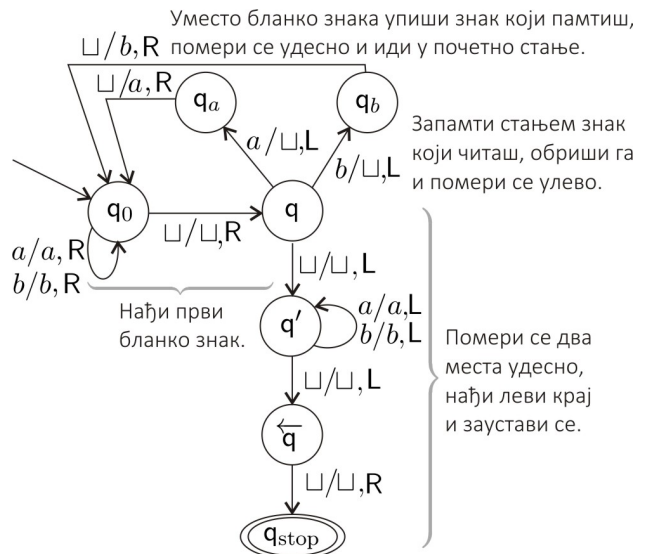 Уместо бланко знака упиши знак који памтиш,
помери се удесно и иди у почетно стање.
⊔/b,R
⊔/a,R
q_a
q_b
a/⊔,L
b/⊔,L
Запамти стањем знак
који читаш, обриши га
и помери се улево.
q_0
⊔/⊔,R
q
a/a,R
b/b,R
⊔/⊔,L
Нађи први
бланко знак.
q′
a/a,L
b/b,L
Помери се два
места удесно,
нађи леви крај
и заустави се.
⊔/⊔,L
←q
⊔/⊔,R
q_stop